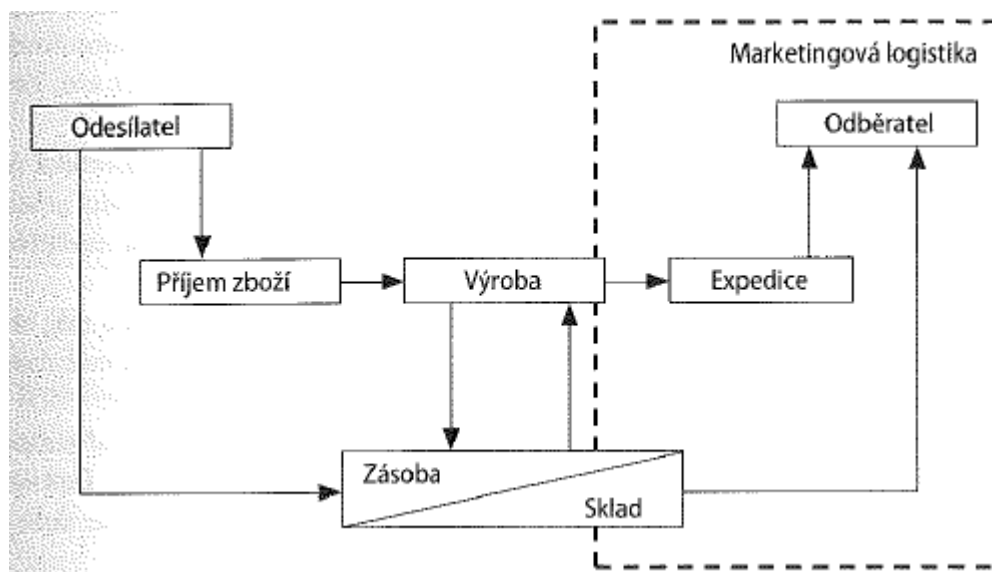 Marketingová logistika
Odesílatel
Odběratel
Příjem zboží
Výroba
Expedice
Zásoba
Sklad